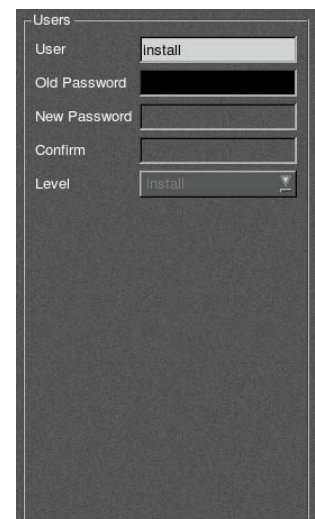 Users
User install
Old Password
New Password
Confirm
Level install